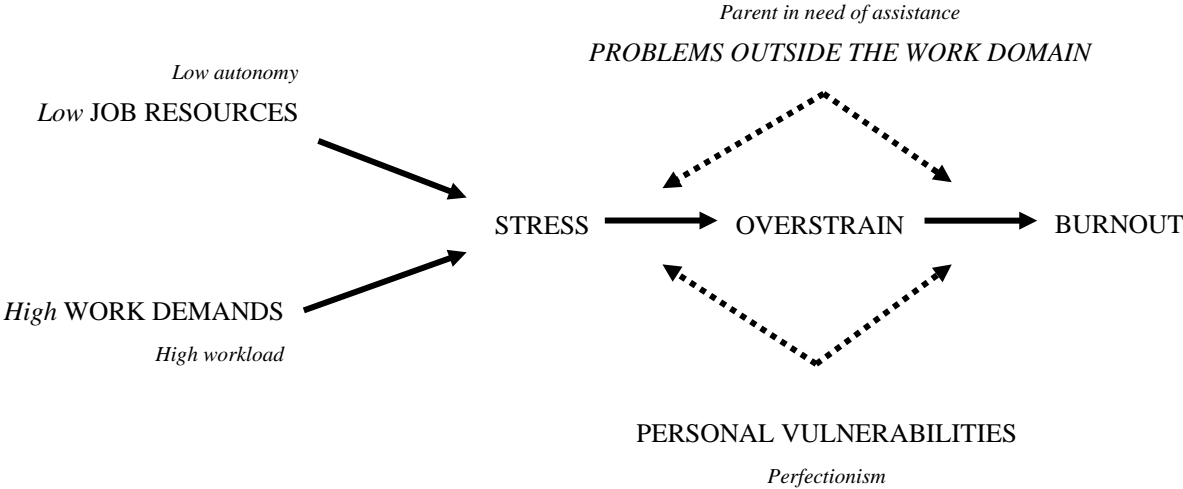 Parent in need of assistance
PROBLEMS OUTSIDE THE WORK DOMAIN
Low autonomy
Low JOB RESOURCES
STRESS
OVERSTRAIN
BURNOUT
High WORK DEMANDS
High workload
PERSONAL VULNERABILITIES
Perfectionism